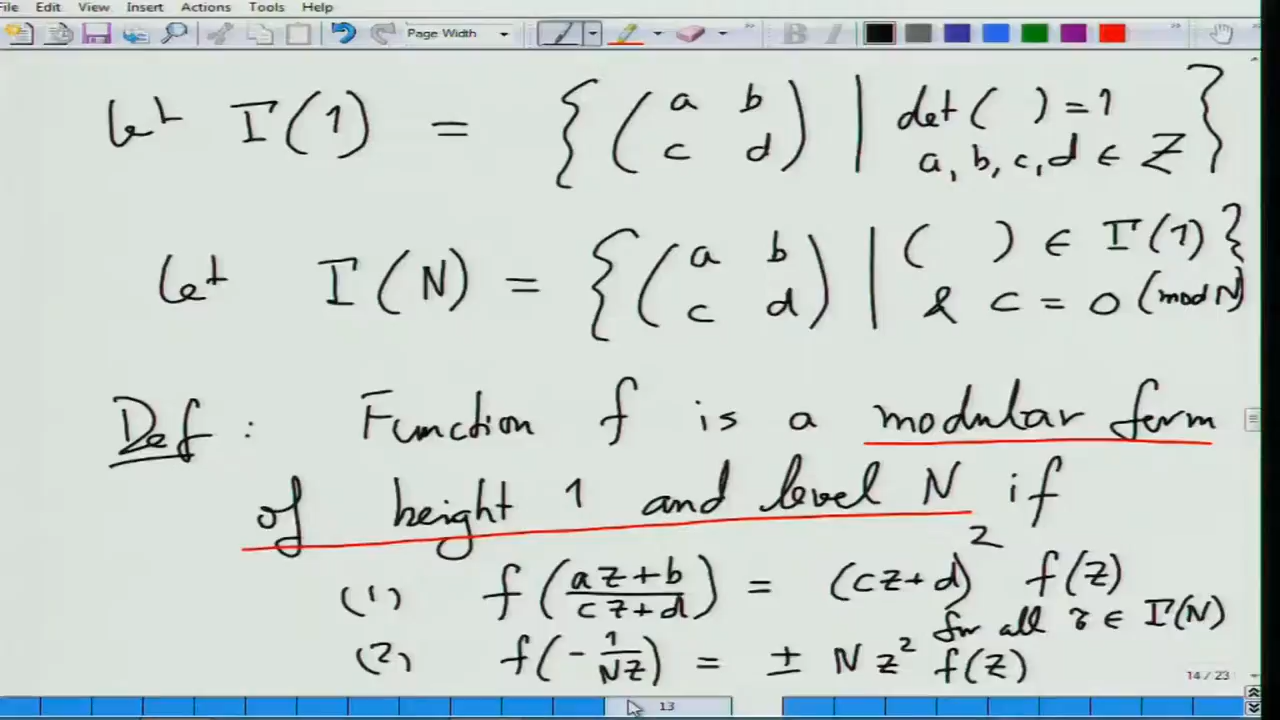 File Edit View Insert Actions Tools Help
Page Width
Let Γ(1) = { ( a b c d ) | det ( ) = 1 a, b, c, d ∈ Z }
Let Γ(N) = { ( a b c d ) | ( ) ∈ Γ(1) & c = 0 (mod N) }
Def : Function f is a modular form
of height 1 and level N if
(1) f( (az+b)/(cz+d) ) = (cz+d)² f(z)
for all γ ∈ Γ(N)
(2) f(- 1/(Nz)) = ± N z² f(z)
14 / 23
13